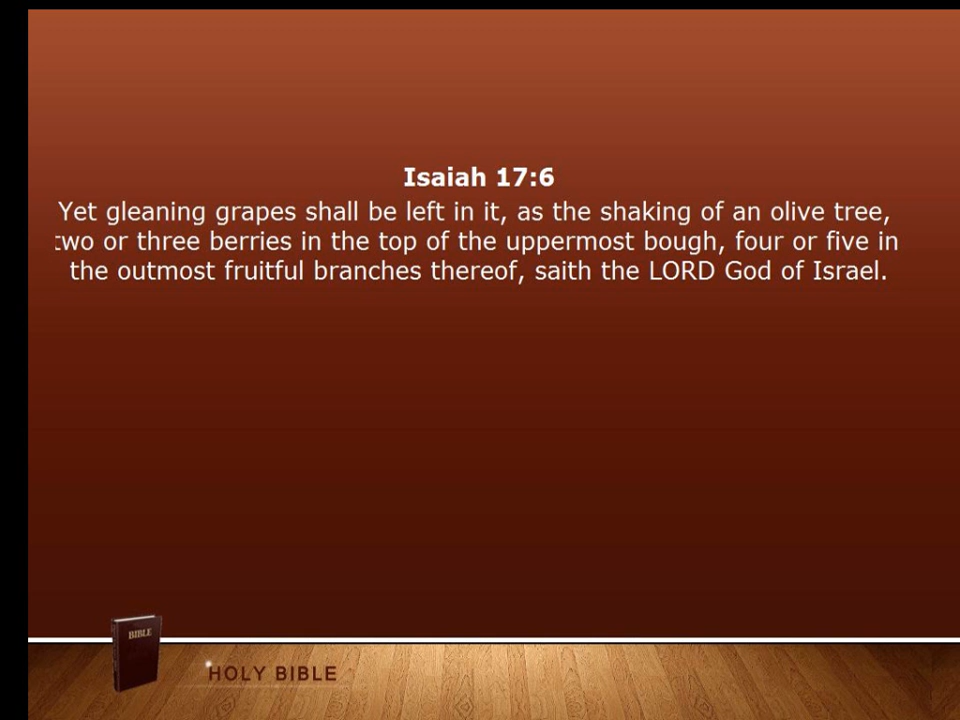 Isaiah 17:6
Yet gleaning grapes shall be left in it, as the shaking of an olive tree,
two or three berries in the top of the uppermost bough, four or five in
the outmost fruitful branches thereof, saith the LORD God of Israel.
BIBLE
HOLY BIBLE